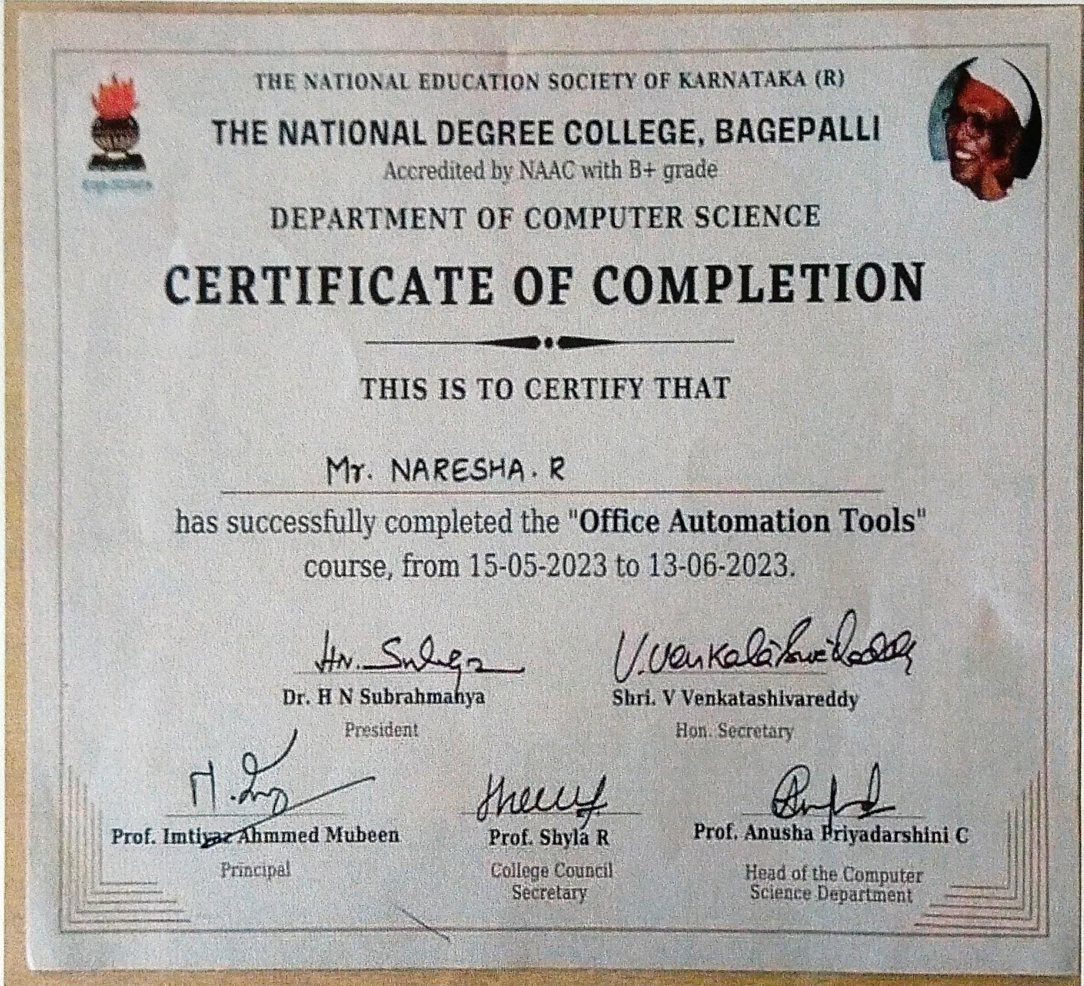 THE NATIONAL EDUCATION SOCIETY OF KARNATAKA (R)
THE NATIONAL DEGREE COLLEGE, BAGEPALLI
Accredited by NAAC with B+ grade
DEPARTMENT OF COMPUTER SCIENCE
CERTIFICATE OF COMPLETION
THIS IS TO CERTIFY THAT
Mr. NARESHA. R
has successfully completed the "Office Automation Tools"
course, from 15-05-2023 to 13-06-2023.
Dr. H N Subrahmanya
Shri. V Venkatashivareddy
President
Hon. Secretary
Prof. Imtiyaz Ahmmed Mubeen
Prof. Shyla R
Prof. Anusha Priyadarshini C
Principal
College Council
Secretary
Head of the Computer
Science Department